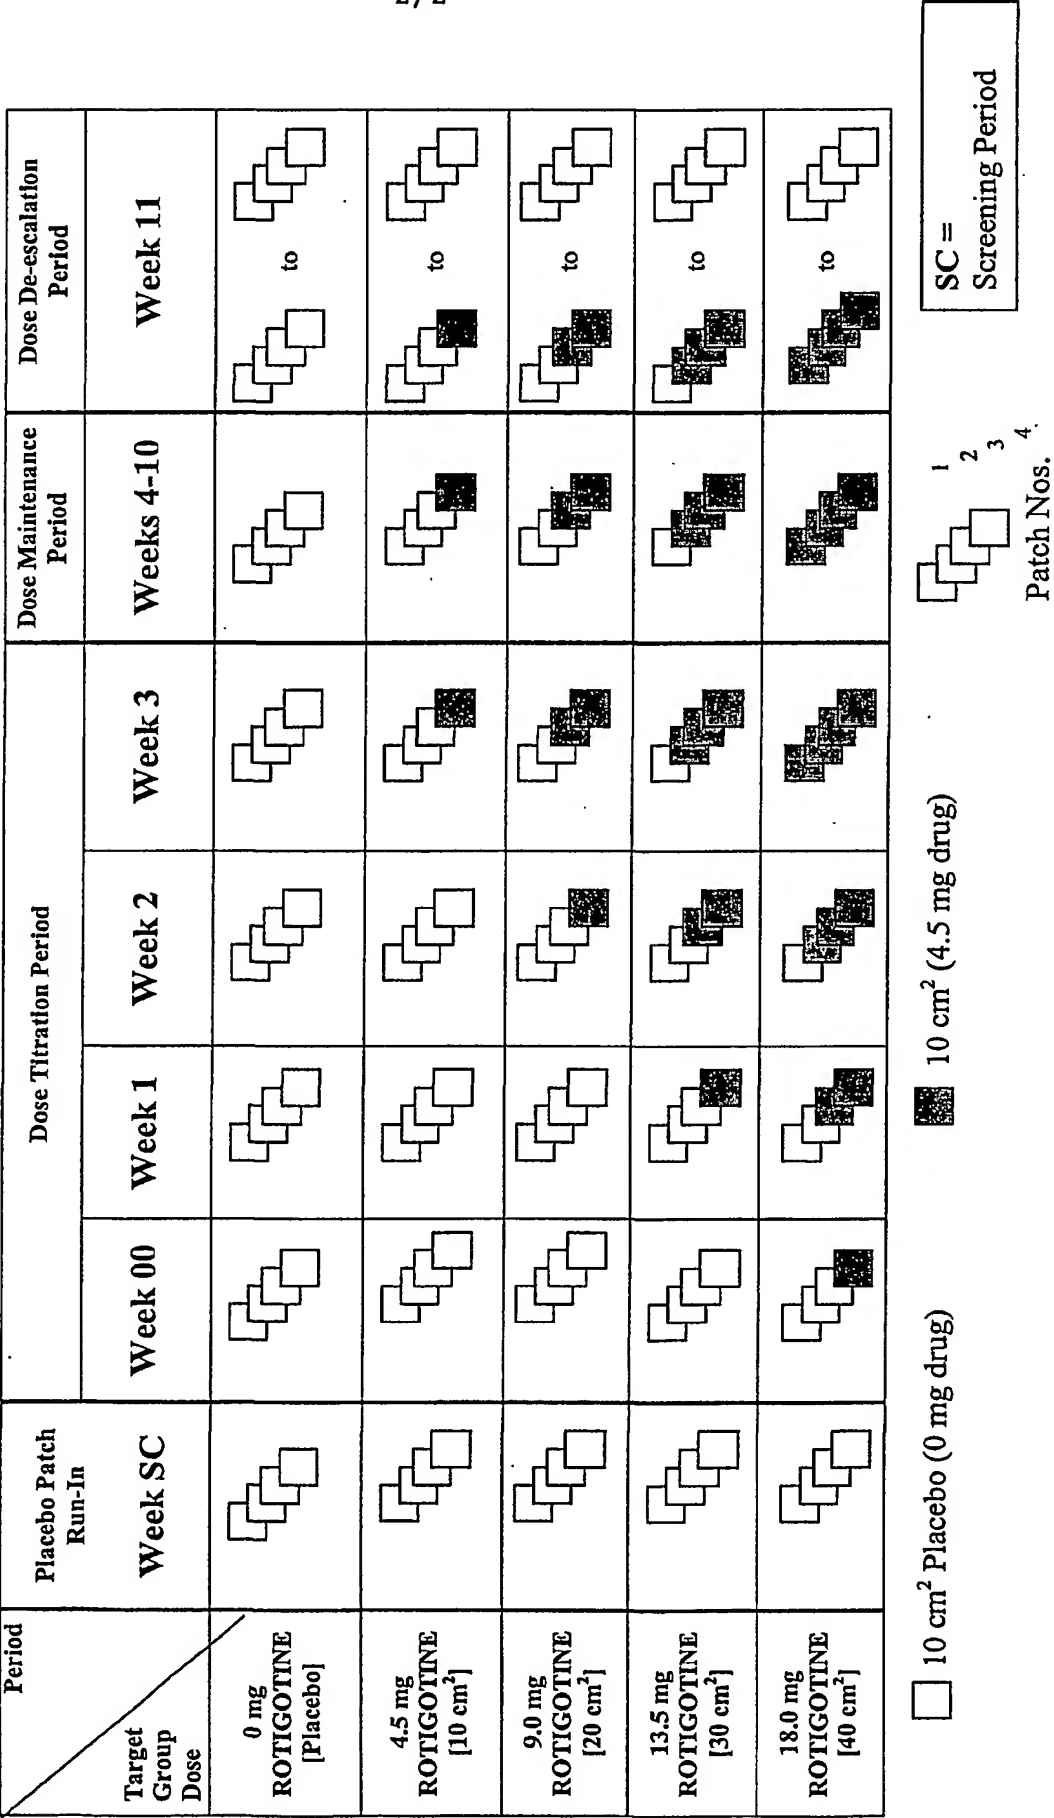 Period
Target
Group
Dose
Placebo Patch
Run-In
Dose Titration Period
Dose Maintenance
Period
Dose De-escalation
Period
Week SC
Week 00
Week 1
Week 2
Week 3
Weeks 4-10
Week 11
0 mg
ROTIGOTINE
[Placebo]
to
4.5 mg
ROTIGOTINE
[10 cm²]
to
9.0 mg
ROTIGOTINE
[20 cm²]
to
13.5 mg
ROTIGOTINE
[30 cm²]
to
18.0 mg
ROTIGOTINE
[40 cm²]
to
10 cm² Placebo (0 mg drug)
10 cm² (4.5 mg drug)
1
2
3
4.
Patch Nos.
SC =
Screening Period